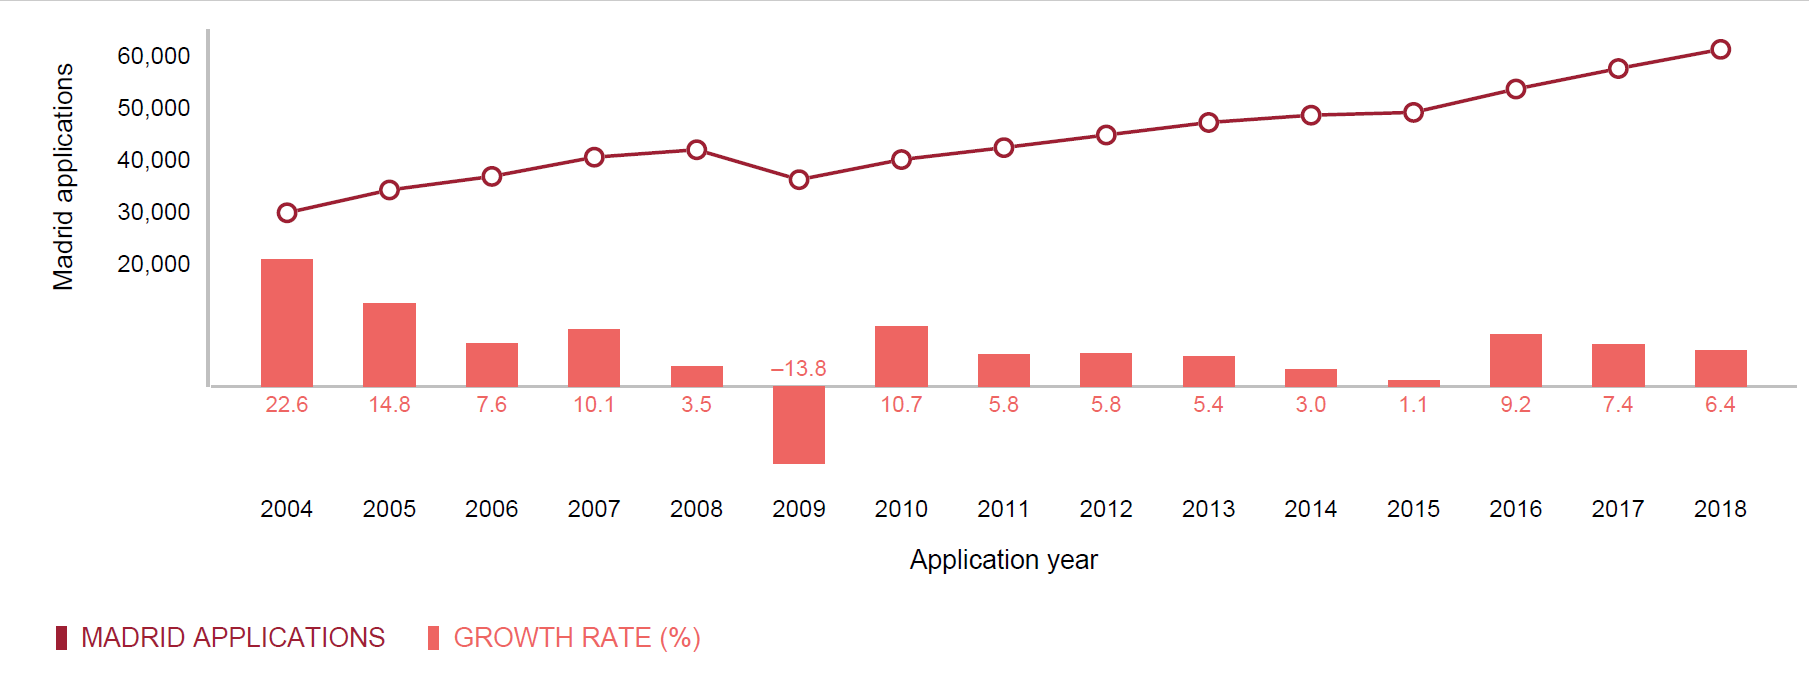 Madrid applications
60,000
50,000
40,000
30,000
20,000
–13.8
22.6 14.8 7.6 10.1 3.5 10.7 5.8 5.8 5.4 3.0 1.1 9.2 7.4 6.4
2004 2005 2006 2007 2008 2009 2010 2011 2012 2013 2014 2015 2016 2017 2018
Application year
MADRID APPLICATIONS GROWTH RATE (%)